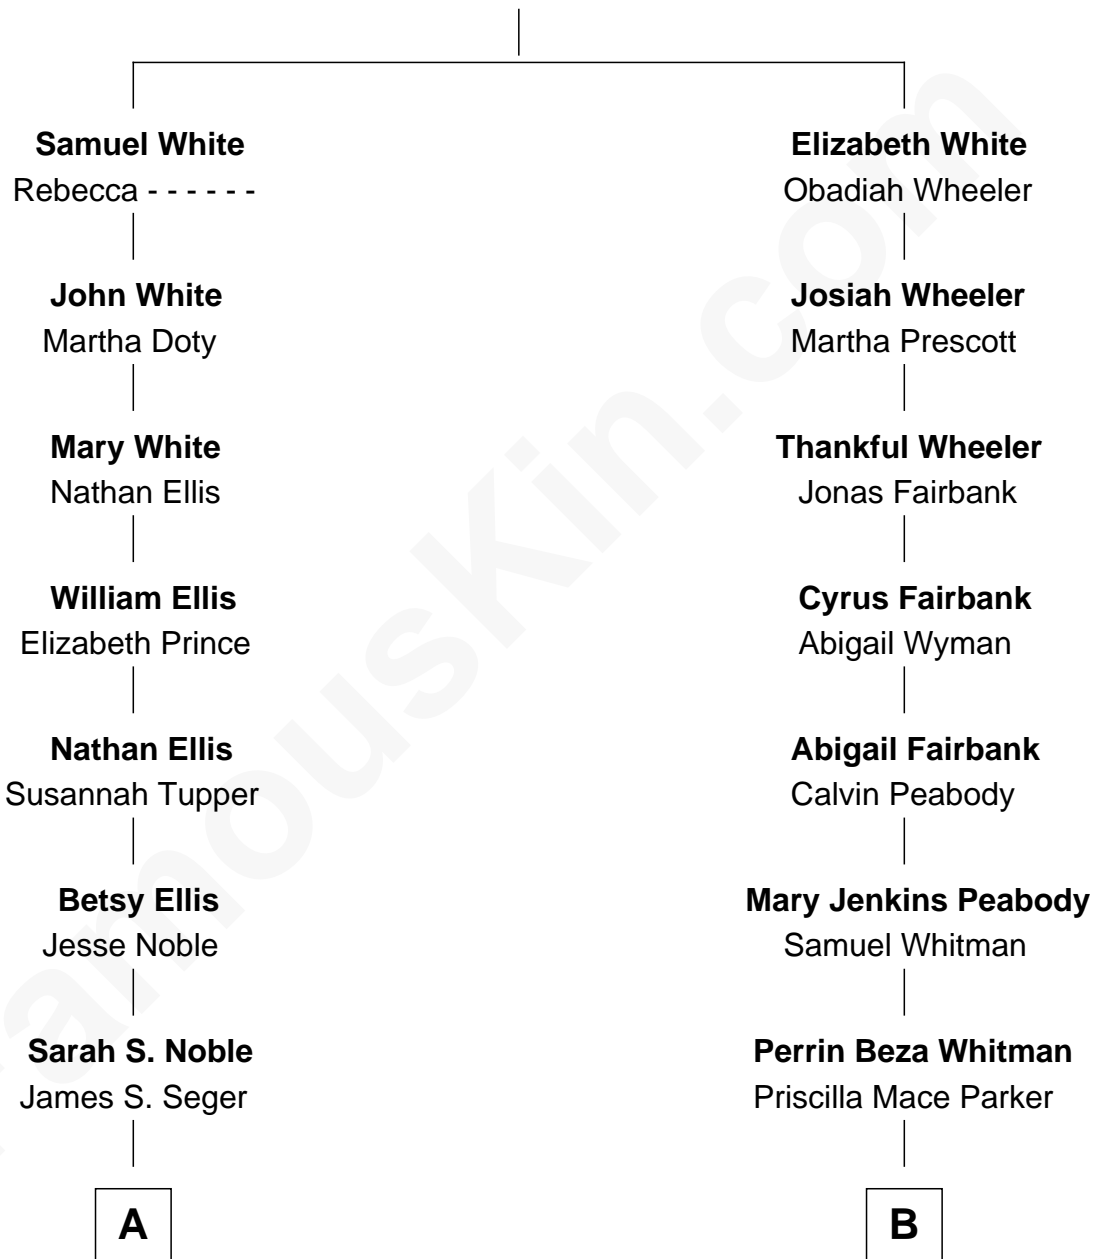 Samuel White
Rebecca - - - - - -
John White
Martha Doty
Mary White
Nathan Ellis
William Ellis
Elizabeth Prince
Nathan Ellis
Susannah Tupper
Betsy Ellis
Jesse Noble
Sarah S. Noble
James S. Seger
A
Elizabeth White
Obadiah Wheeler
Josiah Wheeler
Martha Prescott
Thankful Wheeler
Jonas Fairbank
Cyrus Fairbank
Abigail Wyman
Abigail Fairbank
Calvin Peabody
Mary Jenkins Peabody
Samuel Whitman
Perrin Beza Whitman
Priscilla Mace Parker
B
FamousKin.com